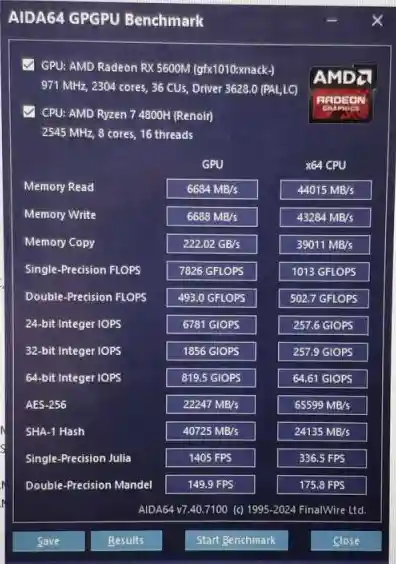 AIDA64 GPGPU Benchmark
GPU: AMD Radeon RX 5600M (gfx1010:xnack-)
971 MHz, 2304 cores, 36 CUs, Driver 3628.0 (PAL,LC)
CPU: AMD Ryzen 7 4800H (Renoir)
2545 MHz, 8 cores, 16 threads
AMD
RADEON
GRAPHICS
GPU x64 CPU
Memory Read 6684 MB/s 44015 MB/s
Memory Write 6688 MB/s 43284 MB/s
Memory Copy 222.02 GB/s 39011 MB/s
Single-Precision FLOPS 7826 GFLOPS 1013 GFLOPS
Double-Precision FLOPS 493.0 GFLOPS 502.7 GFLOPS
24-bit Integer IOPS 6781 GIOPS 257.6 GIOPS
32-bit Integer IOPS 1856 GIOPS 257.9 GIOPS
64-bit Integer IOPS 819.5 GIOPS 64.61 GIOPS
AES-256 22247 MB/s 65599 MB/s
SHA-1 Hash 40725 MB/s 24135 MB/s
Single-Precision Julia 1405 FPS 336.5 FPS
Double-Precision Mandel 149.9 FPS 175.8 FPS
AIDA64 v7.40.7100 (c) 1995-2024 FinalWire Ltd.
Save Results Start Benchmark Close